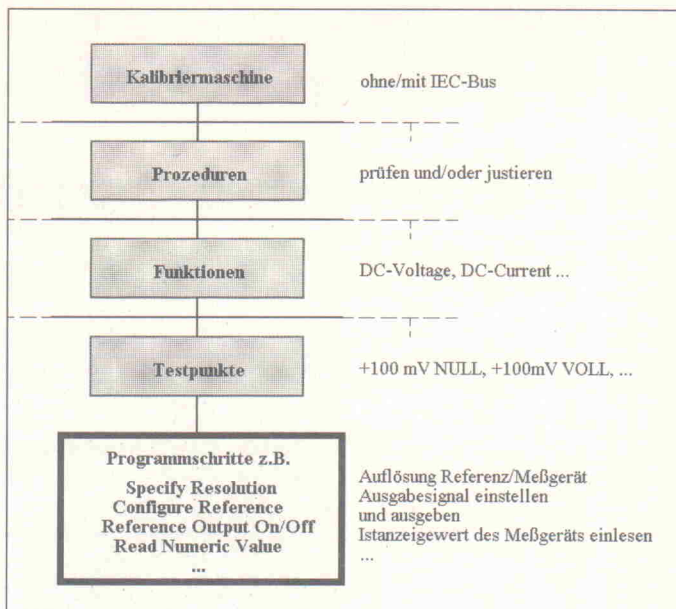 Kalibriermaschine
ohne/mit IEC-Bus
Prozeduren
prüfen und/oder justieren
Funktionen
DC-Voltage, DC-Current ...
Testpunkte
+100 mV NULL, +100mV VOLL, ...
Programmschritte z.B.
Specify Resolution
Configure Reference
Reference Output On/Off
Read Numeric Value
...
Auflösung Referenz/Meßgerät
Ausgabesignal einstellen
und ausgeben
Istanzeigewert des Meßgeräts einlesen
...